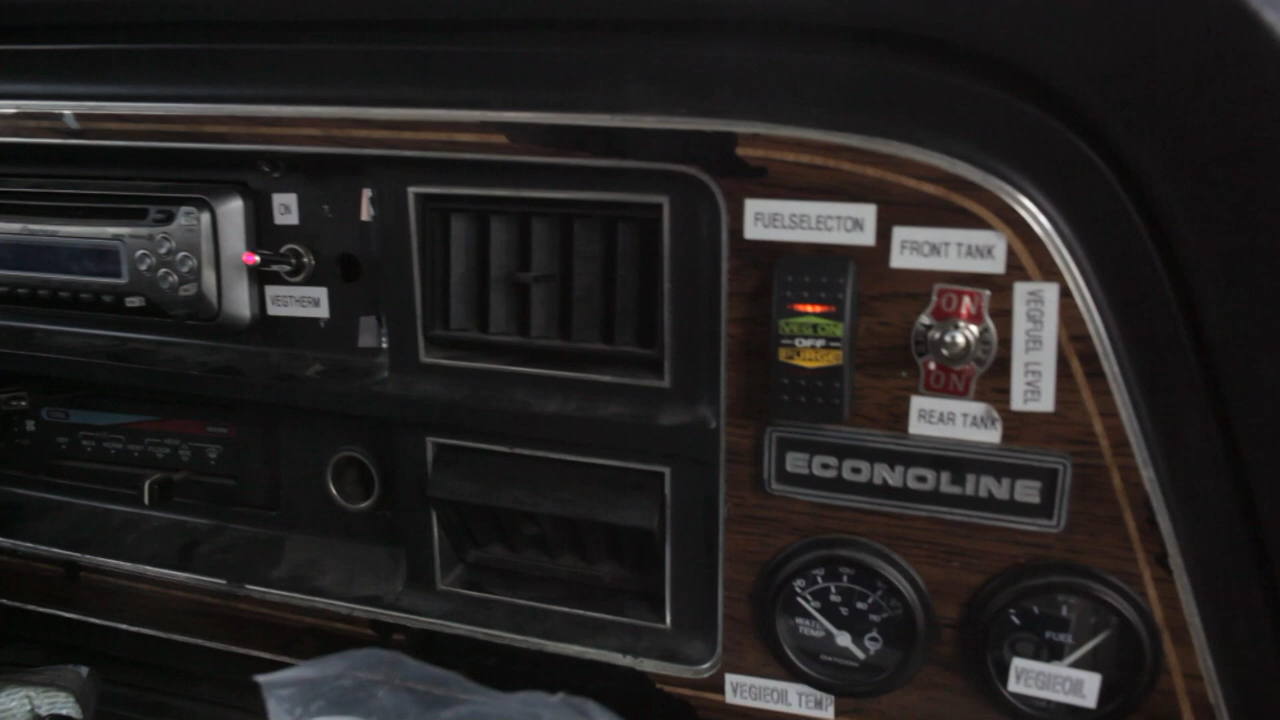 ON
VEGTHERM
FUELSELECTON
FRONT TANK
VEG ON
OFF
PURGE
ON
ON
VEGFUEL LEVEL
REAR TANK
ECONOLINE
WATER
TEMP
°C
DATCON
FUEL
VEGIEOIL
VEGIEOIL TEMP